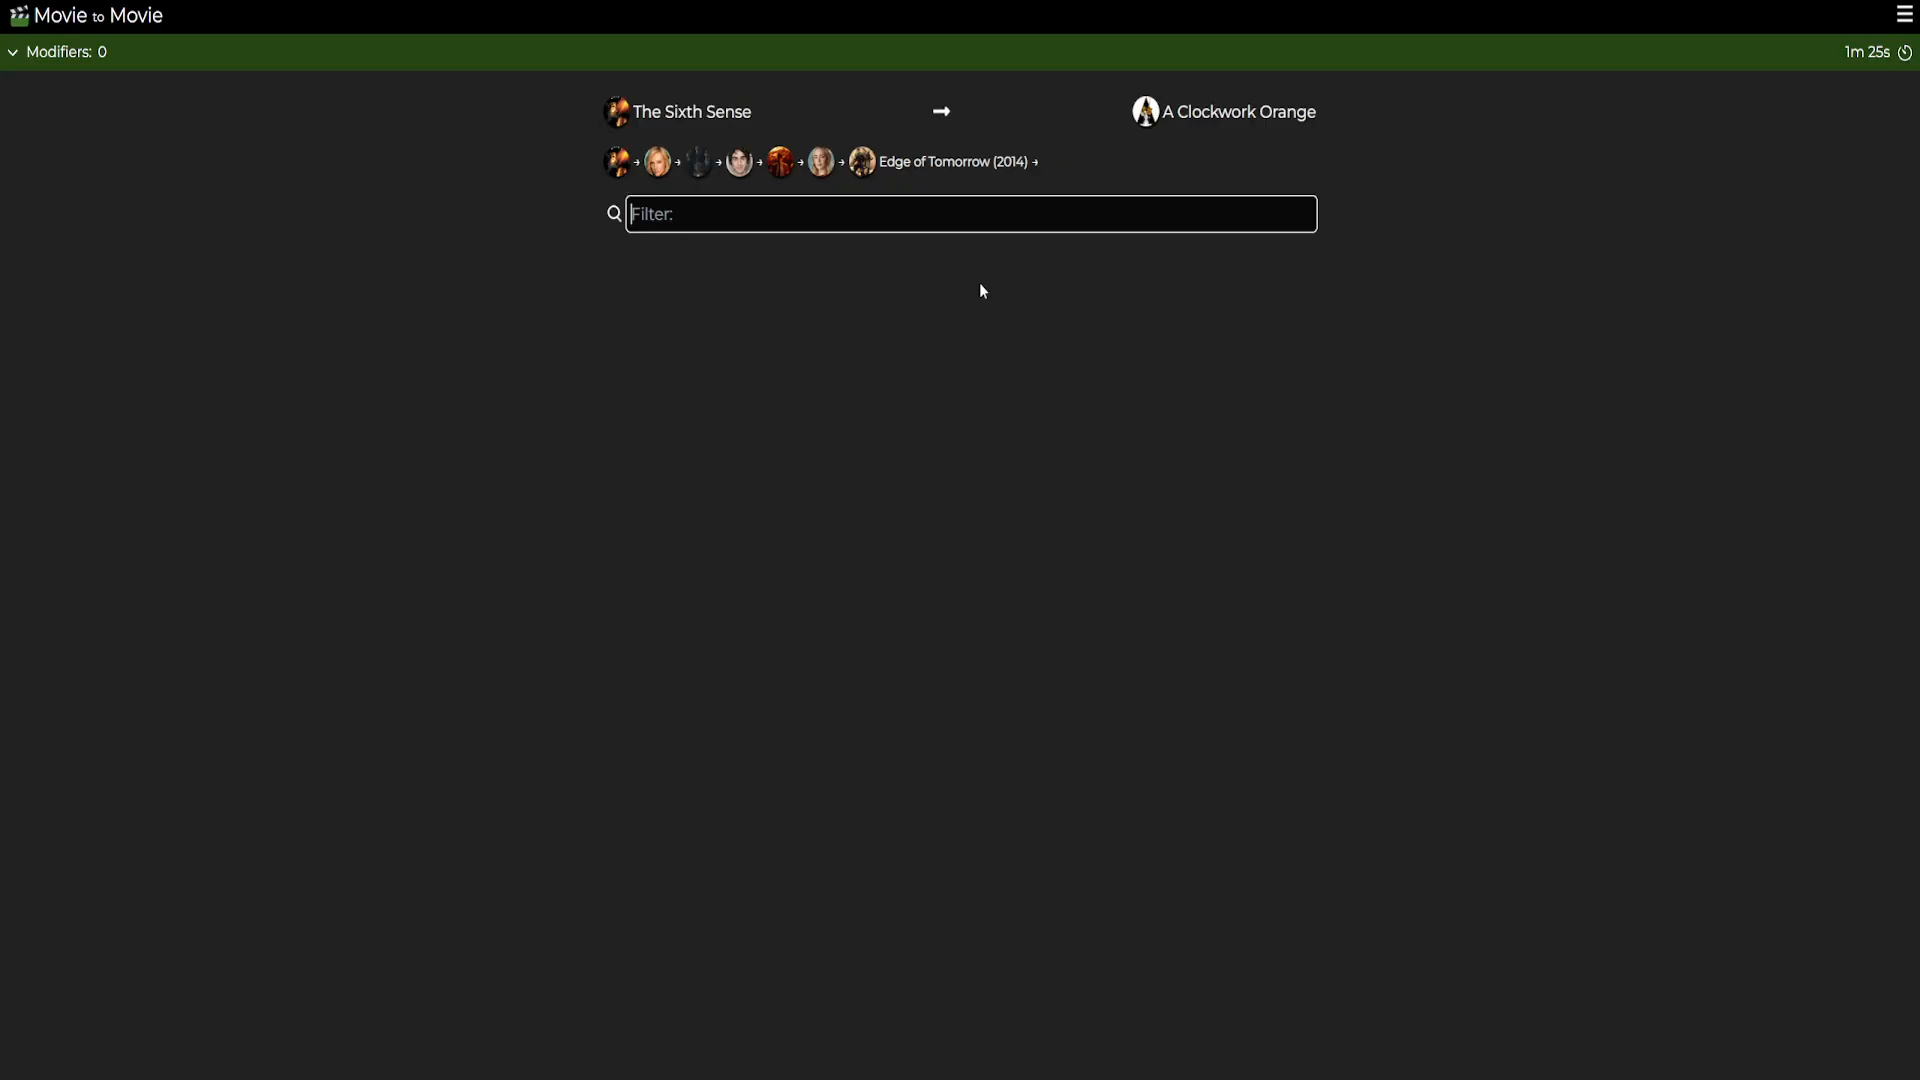 Movie to Movie
Modifiers: 0
1m 25s
The Sixth Sense → A Clockwork Orange
→ → → → → → Edge of Tomorrow (2014) →
Filter: